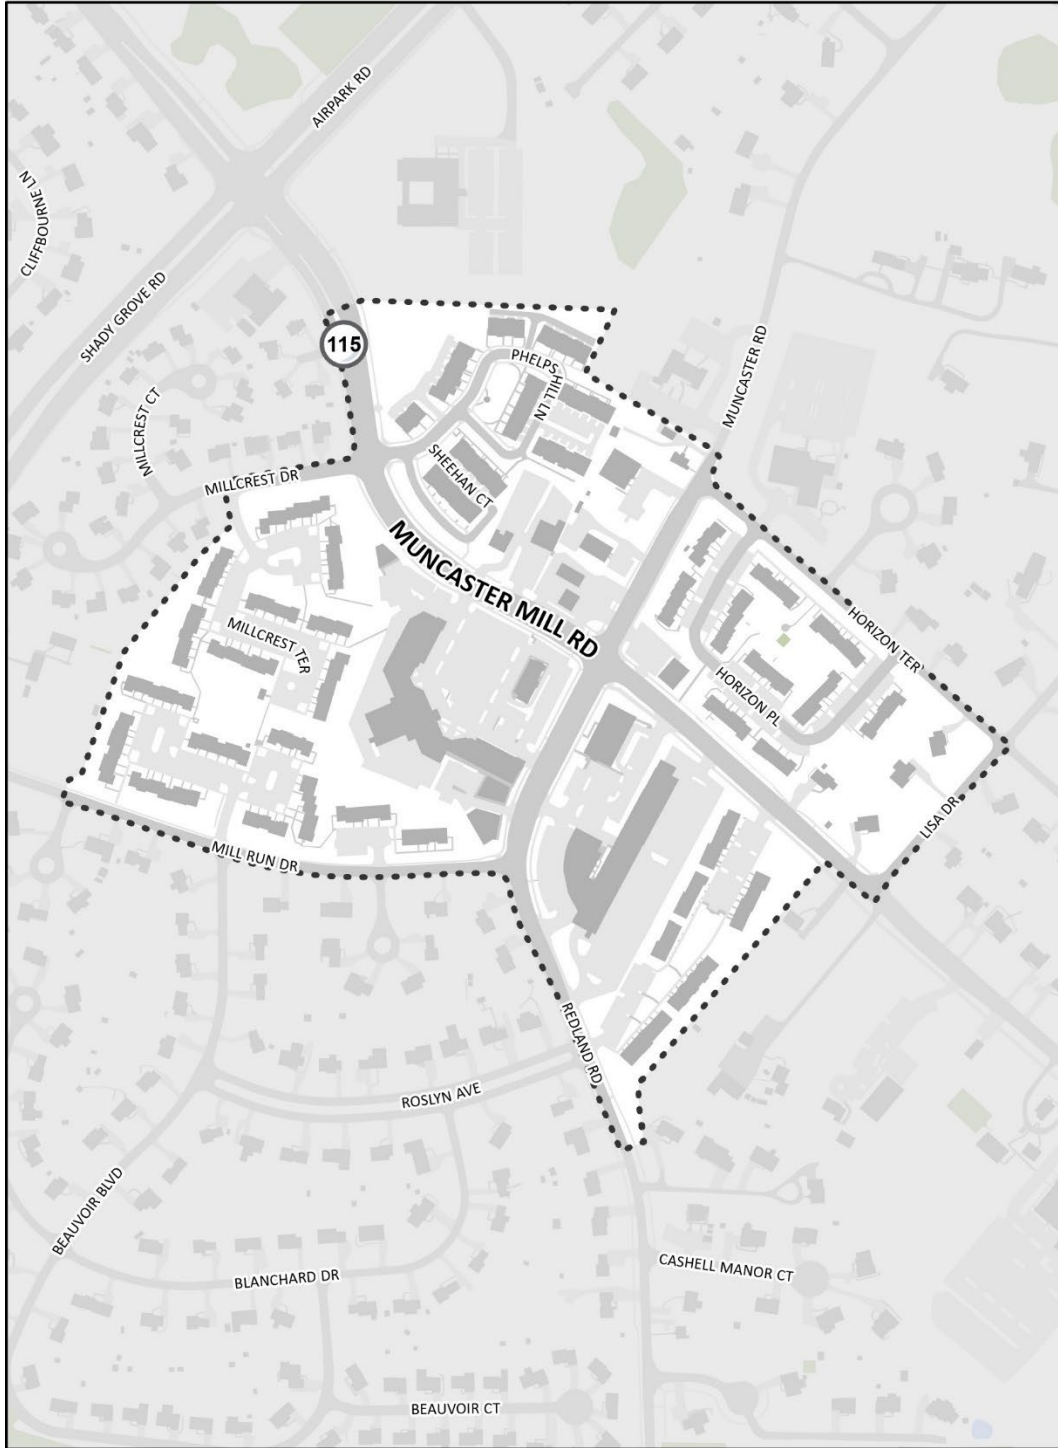 AIRPARK RD
CLIFFBOURNE LN
SHADY GROVE RD
115
MUNCASTER RD
PHELPS
HILL LN
MILLCREST CT
SHEEHAN CT
MILLCREST DR
MUNCASTER MILL RD
MILLCREST TER
HORIZON TER
HORIZON PL
LISA DR
MILL RUN DR
REDLAND RD
ROSLYN AVE
BEAUVOIR BLVD
BLANCHARD DR
CASHELL MANOR CT
BEAUVOIR CT